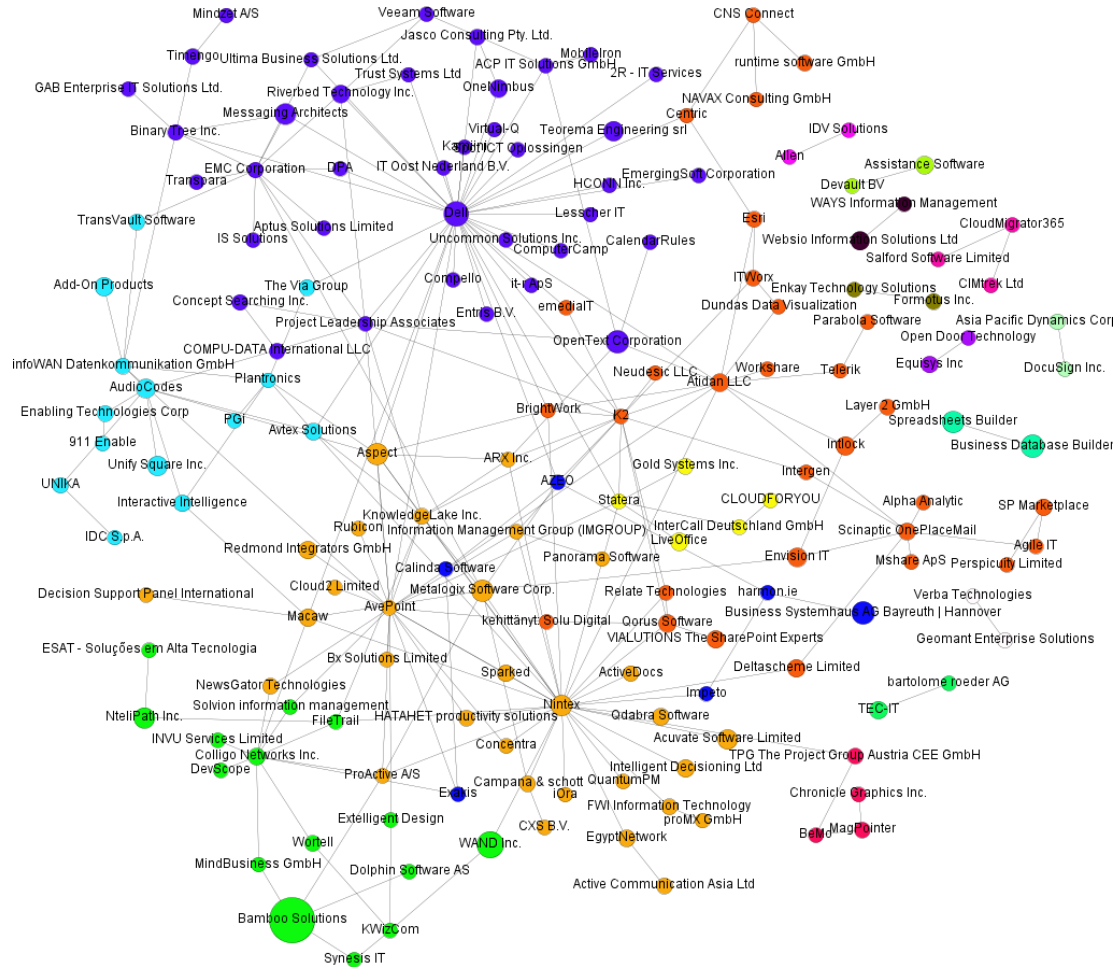 Mindzet A/S
Veeam Software
CNS Connect
Jasco Consulting Pty. Ltd.
Timengo
Ultima Business Solutions Ltd.
ACP IT Solutions GmbH
MobileIron
runtime software GmbH
Trust Systems Ltd
2R - IT Services
GAB Enterprise IT Solutions Ltd.
Riverbed Technology Inc.
OneNimbus
NAVAX Consulting GmbH
Messaging Architects
Centric
Binary Tree Inc.
Virtual-Q
Teorema Engineering srl
IDV Solutions
Allen
EMC Corporation
DPA
IT Oost Nederland B.V.
EmergingSoft Corporation
Assistance Software
Transpara
HCONN Inc.
Devault BV
WAYS Information Management
TransVault Software
Aptus Solutions Limited
Dell
Lesscher IT
Esri
CloudMigrator365
IS Solutions
Uncommon Solutions Inc.
ComputerCamp
CalendarRules
Websio Information Solutions Ltd
Salford Software Limited
Add-On Products
The Via Group
Compello
it-r ApS
ITWorx
Enkay Technology Solutions
CIMtrek Ltd
Concept Searching Inc.
Entris B.V.
emediaIT
Dundas Data Visualization
Formotus Inc.
Project Leadership Associates
Parabola Software
Asia Pacific Dynamics Corp
OpenText Corporation
Open Door Technology
COMPU-DATA International LLC
infoWAN Datenkommunikation GmbH
Equisys Inc
DocuSign Inc.
AudioCodes
Plantronics
Neudesic LLC
Atidan LLC
Workshare
Telerik
Enabling Technologies Corp
PGi
Avtex Solutions
BrightWork
K2
Layer 2 GmbH
Spreadsheets Builder
911 Enable
Intlock
Business Database Builder
Unify Square Inc.
Aspect
ARX Inc.
Gold Systems Inc.
Intergen
UNIKA
AZEO
Interactive Intelligence
Statera
CLOUDFORYOU
Alpha Analytic
SP Marketplace
KnowledgeLake Inc.
Rubicon
Information Management Group (IMGROUP)
InterCall Deutschland GmbH
Scinaptic OnePlaceMail
IDC S.p.A.
LiveOffice
Agile IT
Redmond Integrators GmbH
Panorama Software
Envision IT
Mshare ApS
Perspicuity Limited
Calinda Software
Cloud2 Limited
Metalogix Software Corp.
Relate Technologies
harmon.ie
Verba Technologies
Decision Support Panel International
AvePoint
Business Systemhaus AG Bayreuth | Hannover
Macaw
kehittänyt: Solu Digital
Qorus Software
VIALUTIONS The SharePoint Experts
Geomant Enterprise Solutions
ESAT - Soluções em Alta Tecnologia
Bx Solutions Limited
Sparked
ActiveDocs
Deltascheme Limited
bartolome roeder AG
NewsGator Technologies
Solvion information management
Nintex
Impeto
NteliPath Inc.
FileTrail
HATAHET productivity solutions
Qdabra Software
TEC-IT
INVU Services Limited
Concentra
Acuvate Software Limited
Colligo Networks Inc.
TPG The Project Group Austria CEE GmbH
DevScope
ProActive A/S
Intelligent Decisioning Ltd
Campana & schott
QuantumPM
Exakis
iOra
Chronicle Graphics Inc.
FWI Information Technology
Extelligent Design
CXS B.V.
proMX GmbH
BeMo
MagPointer
Wortell
WAND Inc.
EgyptNetwork
MindBusiness GmbH
Dolphin Software AS
Active Communication Asia Ltd
Bamboo Solutions
KWizCom
Synesis IT